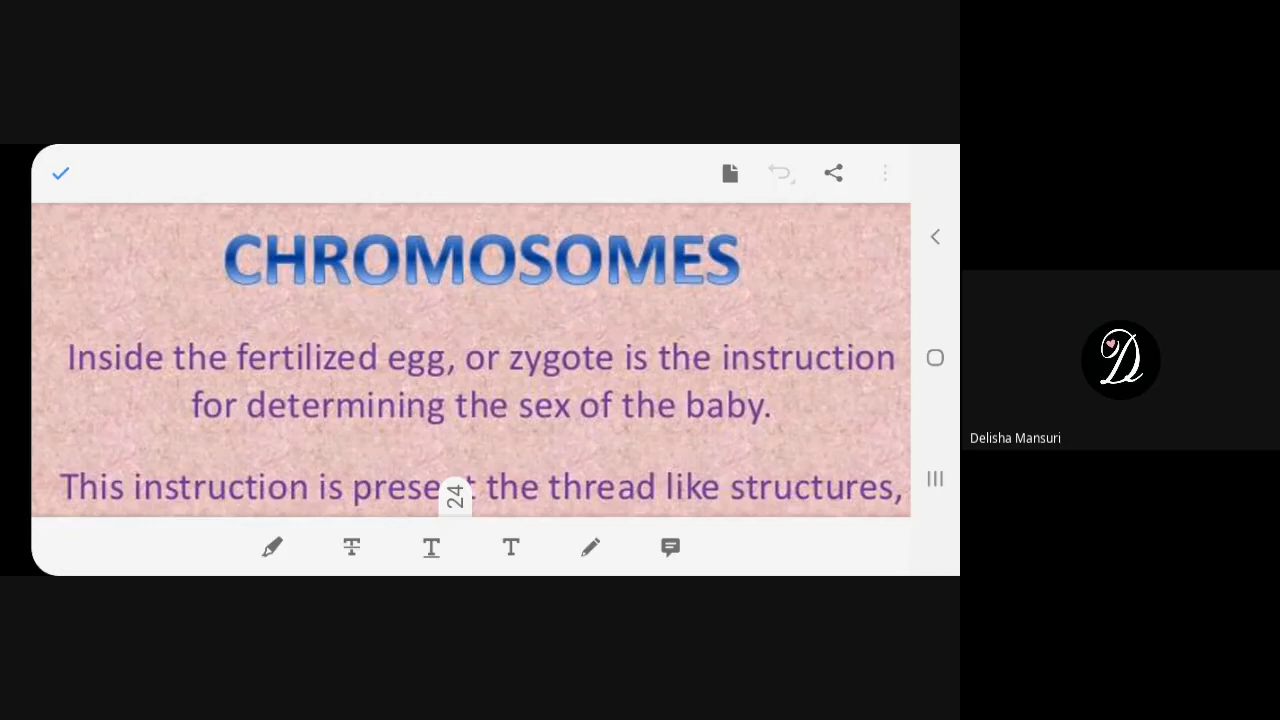 CHROMOSOMES
Inside the fertilized egg, or zygote is the instruction
for determining the sex of the baby.
This instruction is the thread like structures,
24
D
Delisha Mansuri